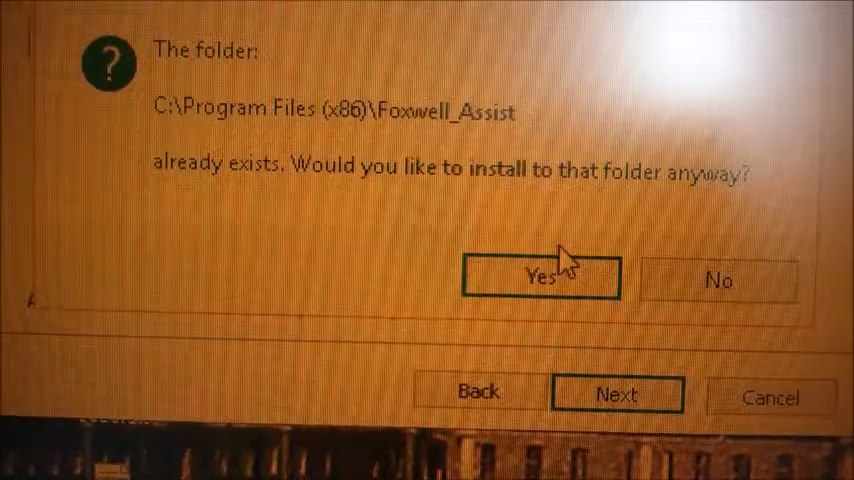 ?
The folder:
C:\Program Files (x86)\Foxwell_Assist
already exists. Would you like to install to that folder anyway?
Yes
No
Back
Next
Cancel